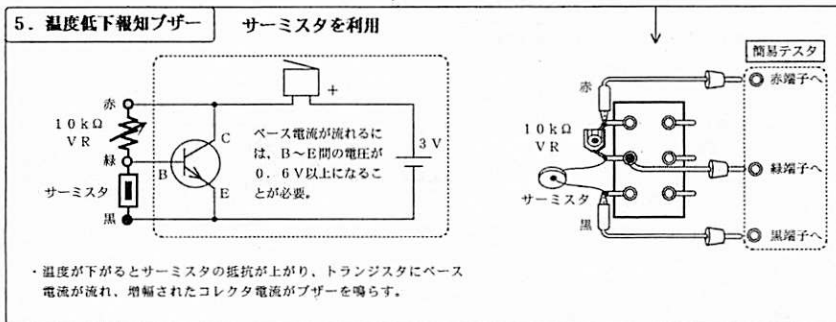 5．温度低下報知ブザー
サーミスタを利用
赤
10kΩ
VR
緑
サーミスタ
黒
B
C
E
+
ベース電流が流れるに
は、B～E間の電圧が
0．6V以上になるこ
とが必要。
3V
・温度が下がるとサーミスタの抵抗が上がり、トランジスタにベース
電流が流れ、増幅されたコレクタ電流がブザーを鳴らす。
赤
10kΩ
VR
サーミスタ
黒
簡易テスタ
赤端子へ
緑端子へ
黒端子へ